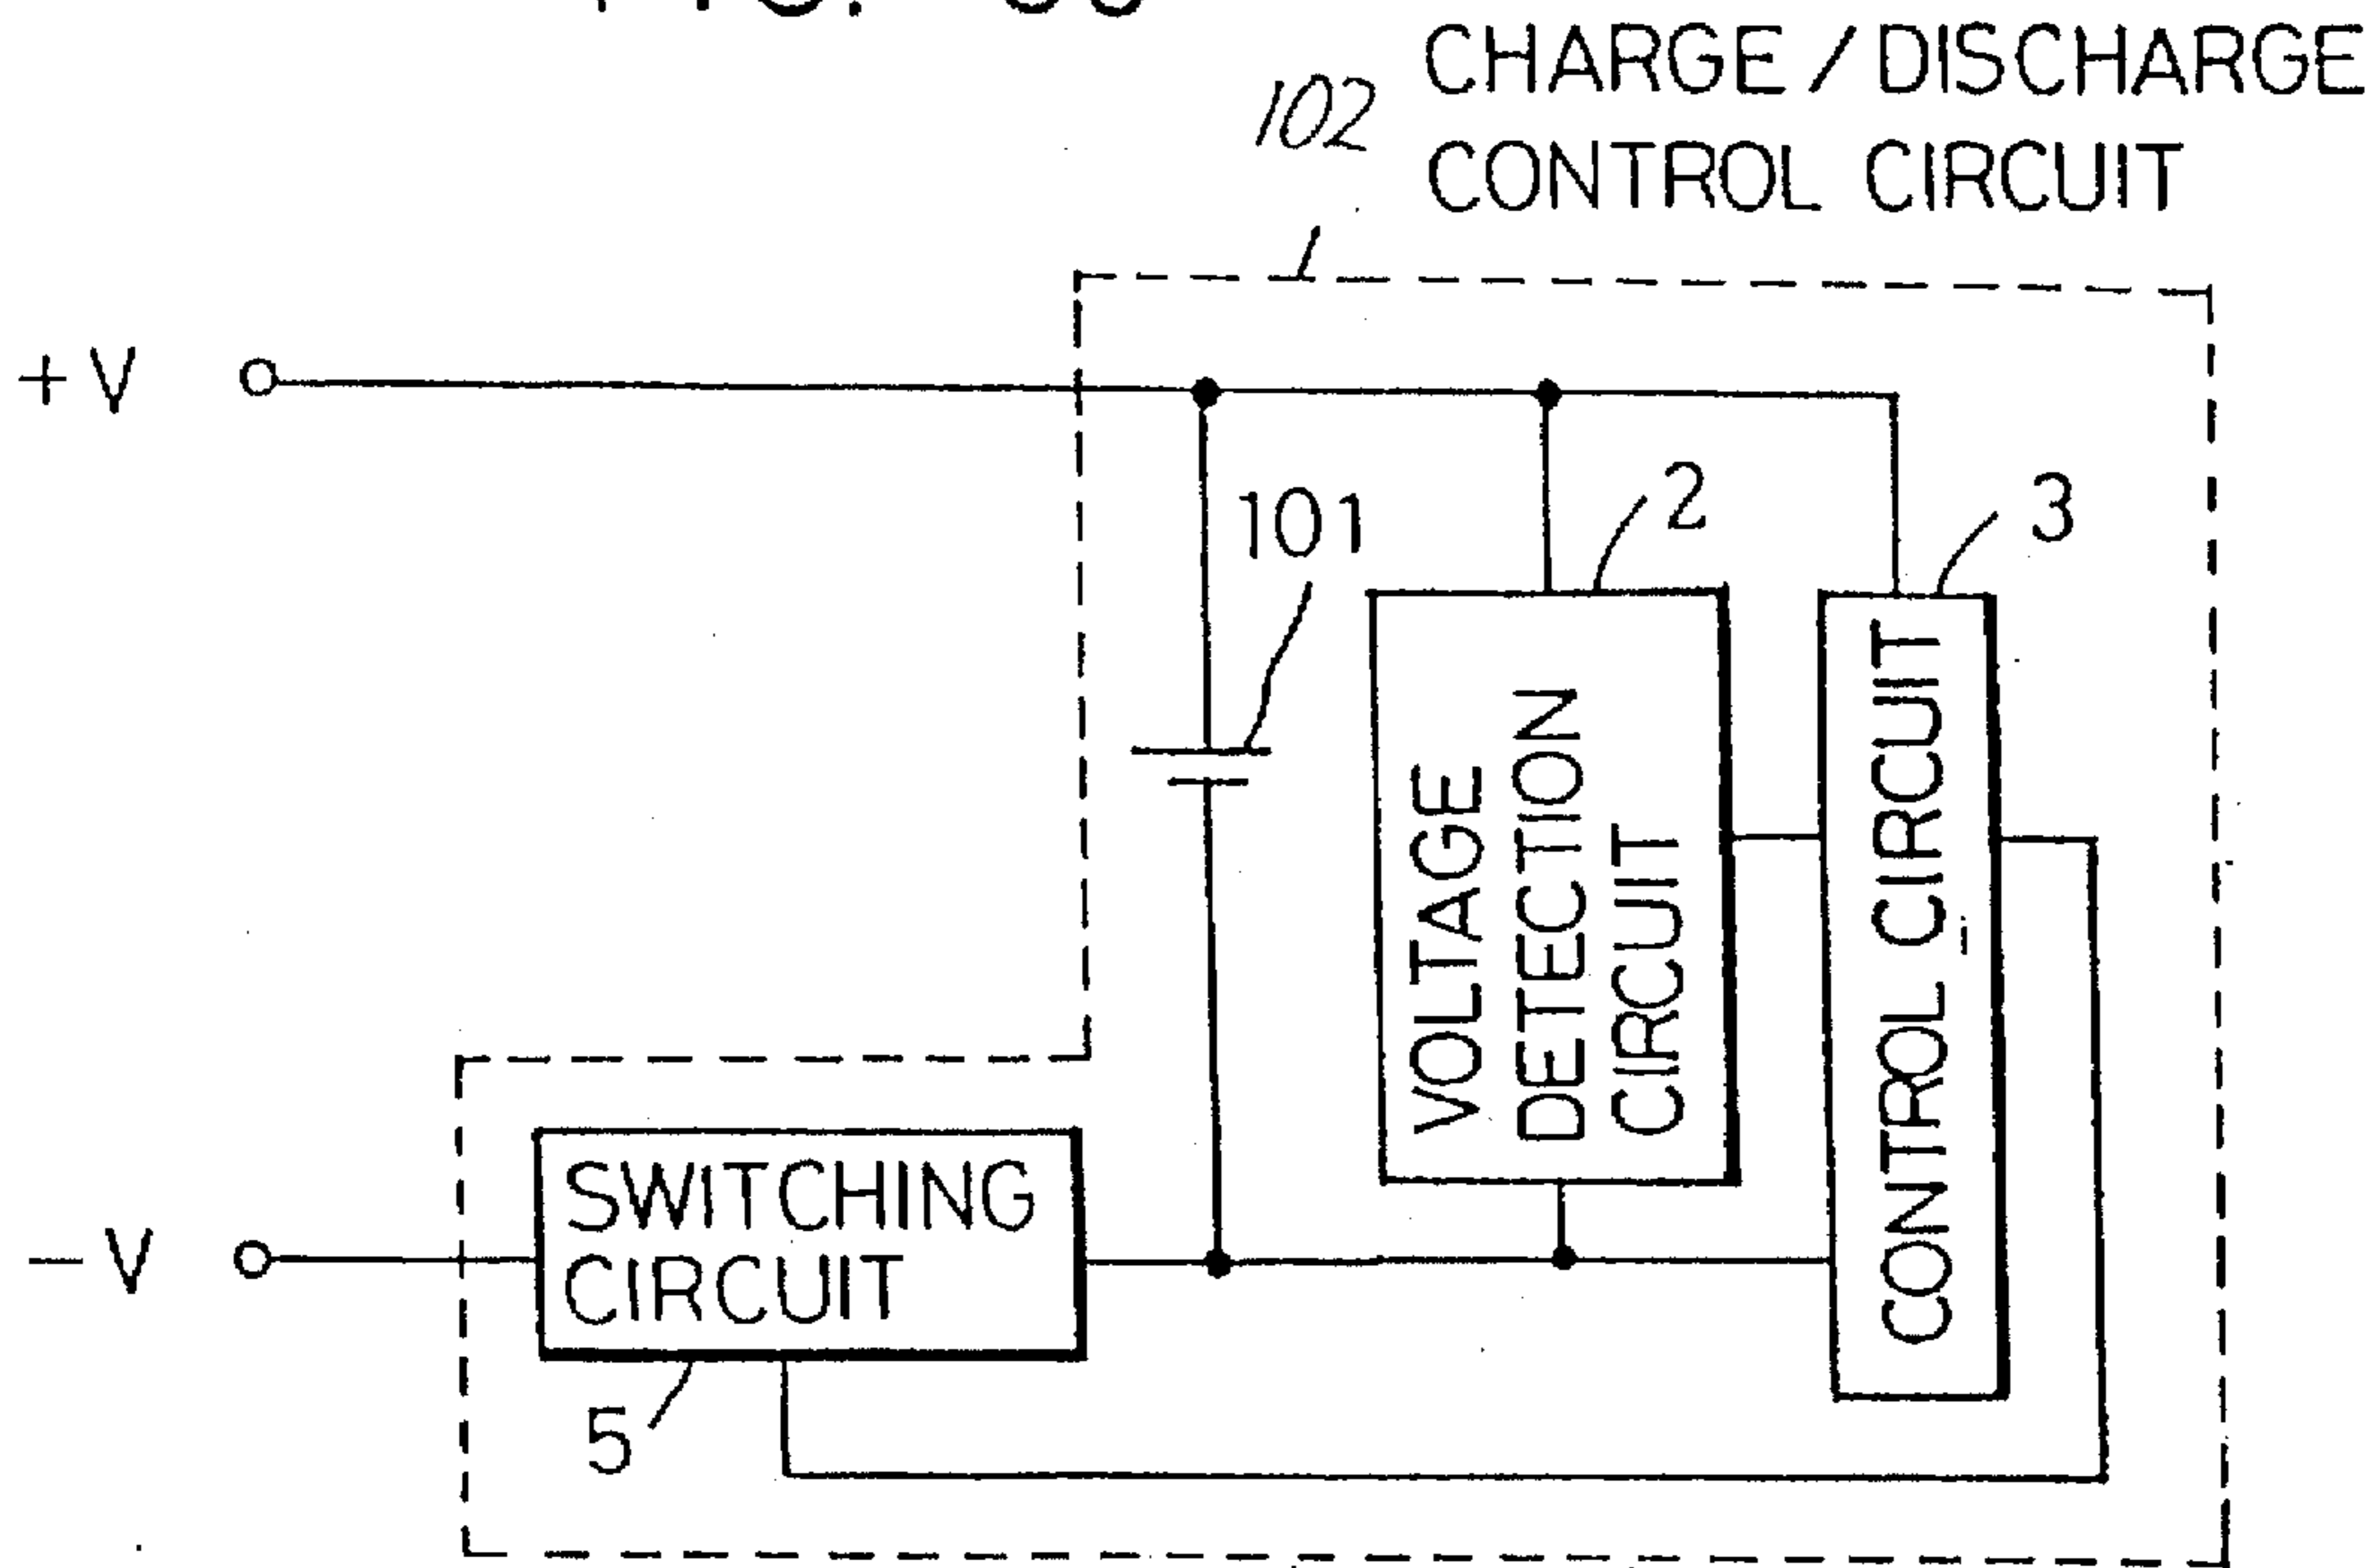 102
CHARGE / DISCHARGE
CONTROL CIRCUIT
+V
101
2
3
VOLTAGE
DETECTION
CIRCUIT
CONTROL CIRCUIT
SWITCHING
CIRCUIT
-V
5